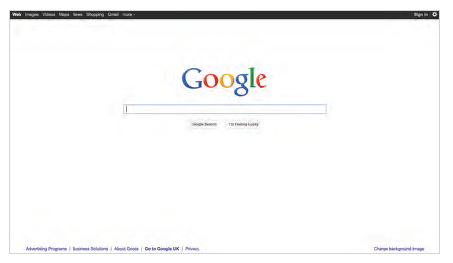 Web Images Videos Maps News Shopping Gmail more
Sign in
Google
Google Search I'm Feeling Lucky
Advertising Programs | Business Solutions | About Google | Go to Google UK | Privacy
Change background image